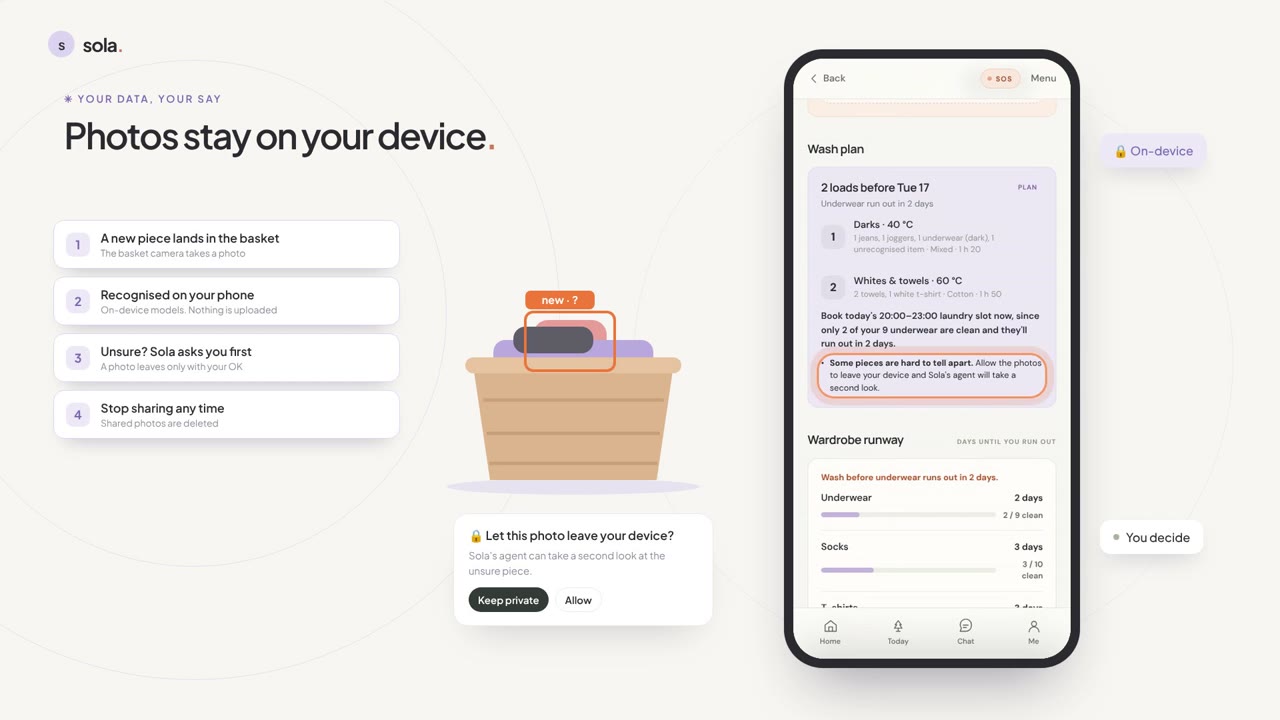 s sola.
✳ YOUR DATA, YOUR SAY
Photos stay on your device.
1 A new piece lands in the basket
The basket camera takes a photo
2 Recognised on your phone
On-device models. Nothing is uploaded
3 Unsure? Sola asks you first
A photo leaves only with your OK
4 Stop sharing any time
Shared photos are deleted
new · ?
🔒 Let this photo leave your device?
Sola's agent can take a second look at the
unsure piece.
Keep private Allow
Back SOS Menu
Wash plan
2 loads before Tue 17 PLAN
Underwear run out in 2 days
1 Darks · 40 °C
1 jeans, 1 joggers, 1 underwear (dark), 1
unrecognised item · Mixed · 1 h 20
2 Whites & towels · 60 °C
2 towels, 1 white t-shirt · Cotton · 1 h 50
Book today's 20:00–23:00 laundry slot now, since
only 2 of your 9 underwear are clean and they'll
run out in 2 days.
• Some pieces are hard to tell apart. Allow the photos
to leave your device and Sola's agent will take a
second look.
Wardrobe runway DAYS UNTIL YOU RUN OUT
Wash before underwear runs out in 2 days.
Underwear 2 days
2 / 9 clean
Socks 3 days
3 / 10
clean
T-shirts 3 days
Home Today Chat Me
🔒 On-device
You decide